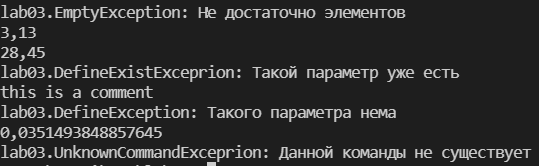 lab03.EmptyException: Не достаточно элементов
3,13
28,45
lab03.DefineExistExceprion: Такой параметр уже есть
this is a comment
lab03.DefineException: Такого параметра нема
0,0351493848857645
lab03.UnknownCommandExceprion: Данной команды не существует